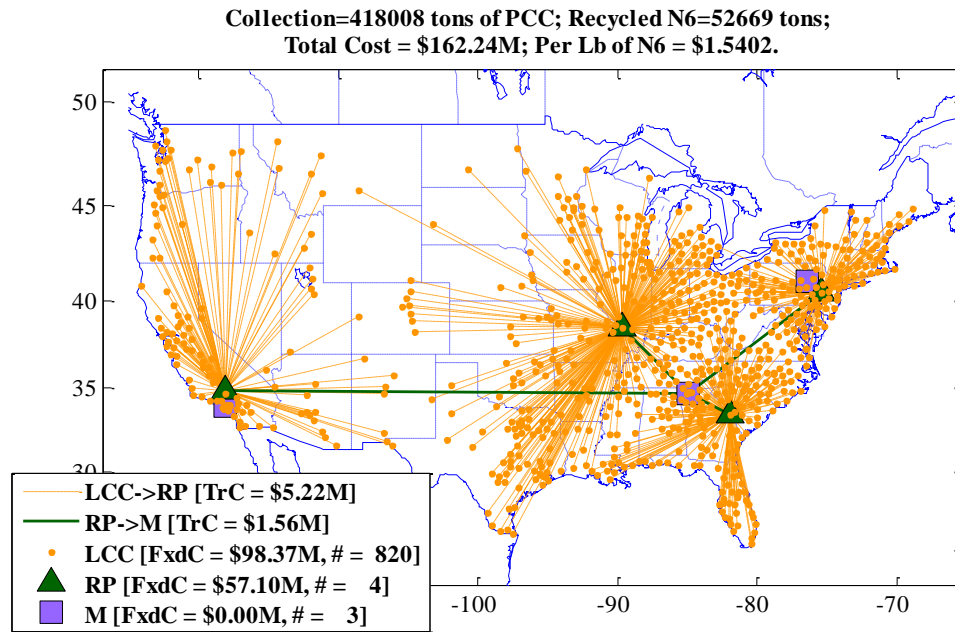 Collection=418008 tons of PCC; Recycled N6=52669 tons;
Total Cost = $162.24M; Per Lb of N6 = $1.5402.
50
45
40
35
30
LCC->RP [TrC = $5.22M]
RP->M [TrC = $1.56M]
LCC [FxdC = $98.37M, # = 820]
RP [FxdC = $57.10M, # = 4]
M [FxdC = $0.00M, # = 3]
-100 -90 -80 -70